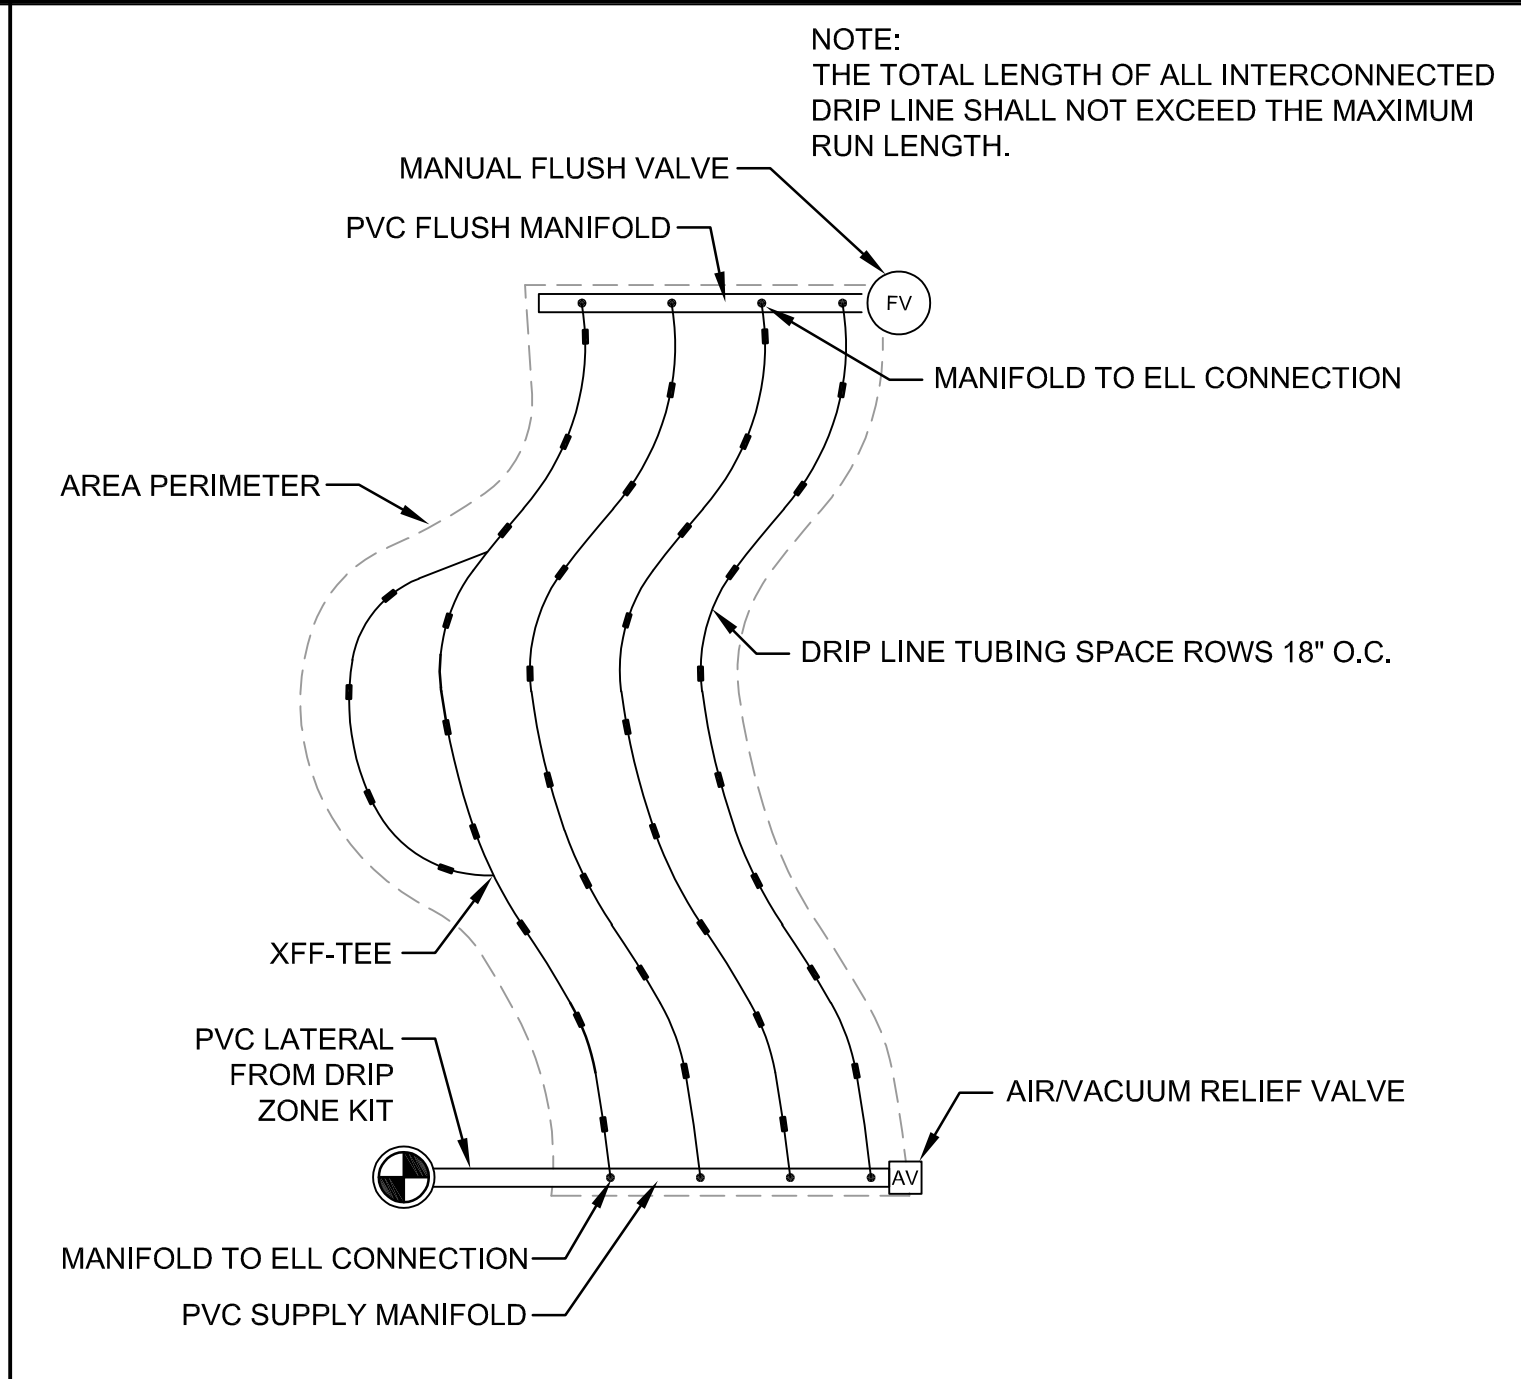 NOTE:
THE TOTAL LENGTH OF ALL INTERCONNECTED
DRIP LINE SHALL NOT EXCEED THE MAXIMUM
RUN LENGTH.
MANUAL FLUSH VALVE
PVC FLUSH MANIFOLD
FV
MANIFOLD TO ELL CONNECTION
AREA PERIMETER
DRIP LINE TUBING SPACE ROWS 18" O.C.
XFF-TEE
PVC LATERAL
FROM DRIP
ZONE KIT
AIR/VACUUM RELIEF VALVE
AV
MANIFOLD TO ELL CONNECTION
PVC SUPPLY MANIFOLD